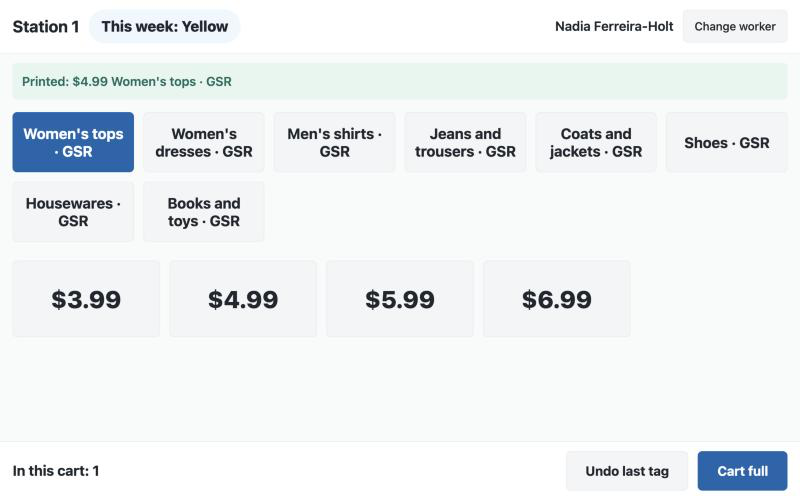 Station 1
This week: Yellow
Nadia Ferreira-Holt
Change worker
Printed: $4.99 Women's tops · GSR
Women's tops
· GSR
Women's
dresses · GSR
Men's shirts ·
GSR
Jeans and
trousers · GSR
Coats and
jackets · GSR
Shoes · GSR
Housewares ·
GSR
Books and
toys · GSR
$3.99
$4.99
$5.99
$6.99
In this cart: 1
Undo last tag
Cart full